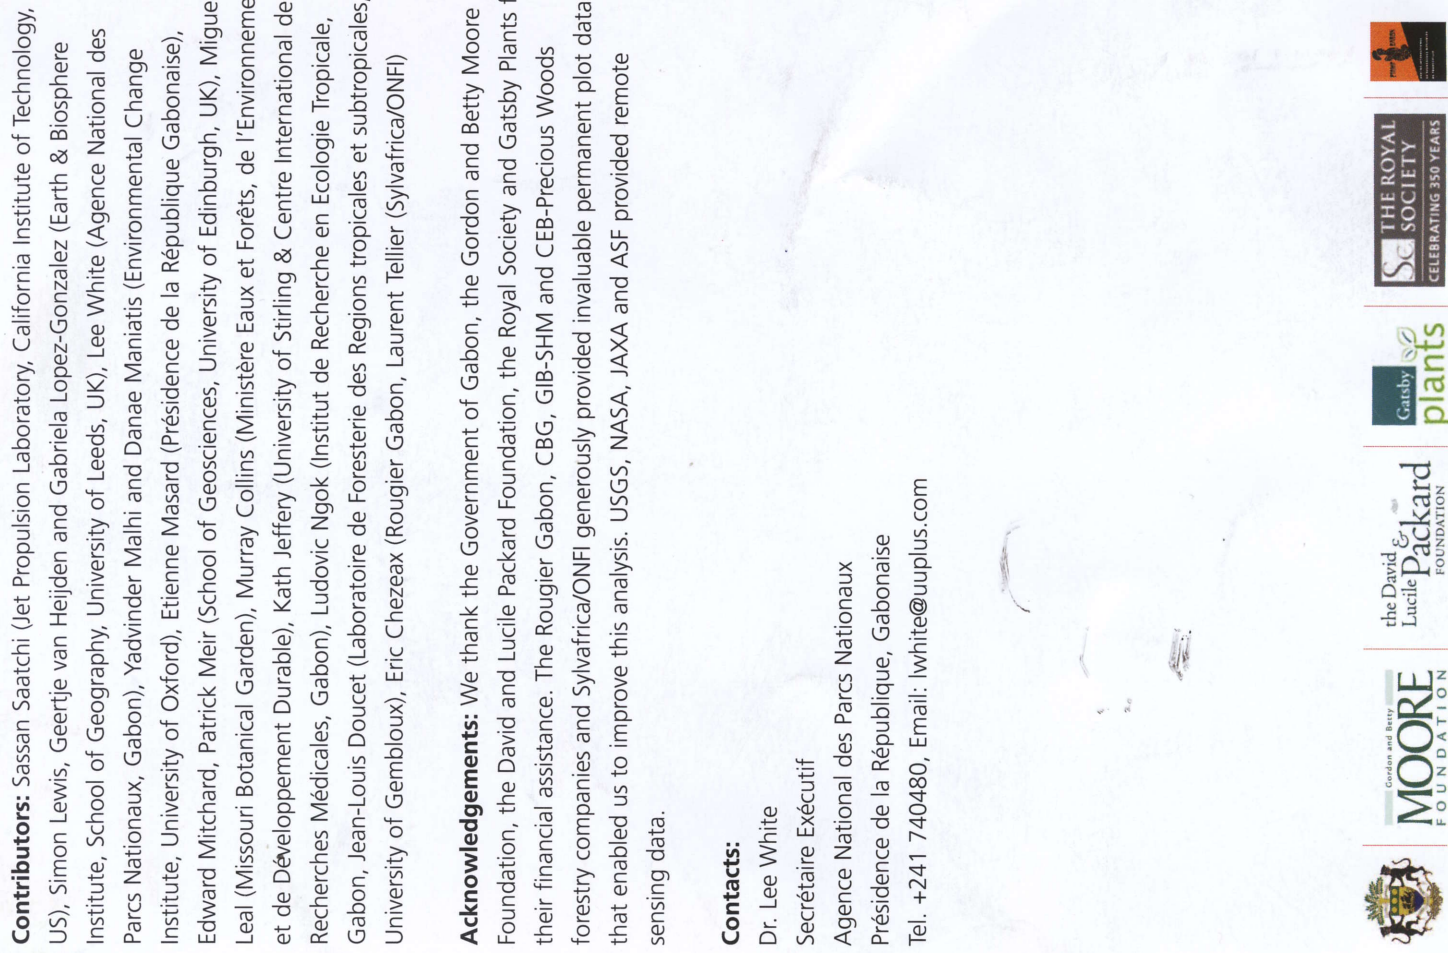 Contributors: Sassan Saatchi (Jet Propulsion Laboratory, California Institute of Technology,
US), Simon Lewis, Geertje van Heijden and Gabriela Lopez-Gonzalez (Earth & Biosphere
Institute, School of Geography, University of Leeds, UK), Lee White (Agence National des
Parcs Nationaux, Gabon), Yadvinder Malhi and Danae Maniatis (Environmental Change
Institute, University of Oxford), Etienne Masard (Présidence de la République Gabonaise),
Edward Mitchard, Patrick Meir (School of Geosciences, University of Edinburgh, UK), Migue
Leal (Missouri Botanical Garden), Murray Collins (Ministère Eaux et Forêts, de l'Environneme
et de Développement Durable), Kath Jeffery (University of Stirling & Centre International de
Recherches Médicales, Gabon), Ludovic Ngok (Institut de Recherche en Ecologie Tropicale,
Gabon, Jean-Louis Doucet (Laboratoire de Foresterie des Regions tropicales et subtropicales,
University of Gembloux), Eric Chezeax (Rougier Gabon, Laurent Tellier (Sylvafrica/ONFI)
Acknowledgements: We thank the Government of Gabon, the Gordon and Betty Moore
Foundation, the David and Lucile Packard Foundation, the Royal Society and Gatsby Plants f
their financial assistance. The Rougier Gabon, CBG, GIB-SHM and CEB-Precious Woods
forestry companies and Sylvafrica/ONFI generously provided invaluable permanent plot data
that enabled us to improve this analysis. USGS, NASA, JAXA and ASF provided remote
sensing data.
Contacts:
Dr. Lee White
Secrétaire Exécutif
Agence National des Parcs Nationaux
Présidence de la République, Gabonaise
Tel. +241 740480, Email: lwhite@uuplus.com
Gordon and Betty
MOORE
FOUNDATION
the David &
Lucile Packard
FOUNDATION
Gatsby
plants
Sc. THE ROYAL
SOCIETY
CELEBRATING 350 YEARS